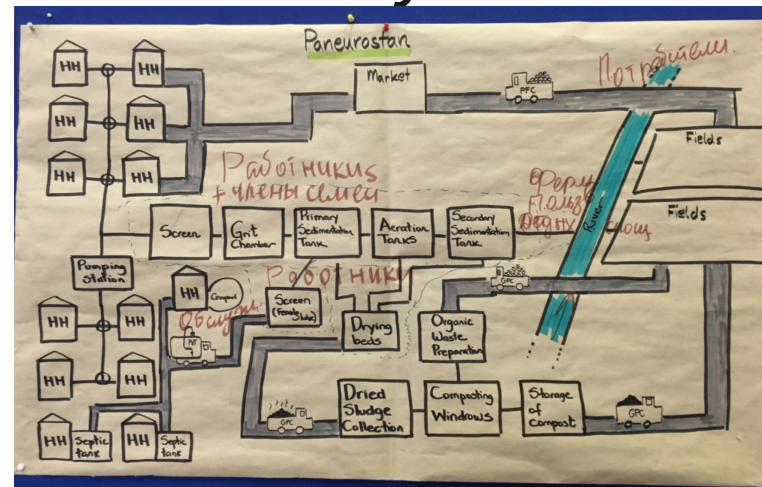 Paneurostan
Market
PFC
Потребители.
HH
HH
HH
HH
HH
HH
Fields
Fields
River
Работники
+ члены семей
Screen
Grit
Chamber
Primary
Sedimentation
Tank
Aeration
Tanks
Secondary
Sedimentation
Tank
Pumping
Station
HH
Compost
Работники
Screen
GPC
HH
HH
Drying
beds
Organic
Waste
Preparation
HH
HH
Dried
Sludge
Collection
Composting
Windrows
Storage
of
compost
GPC
GPC
HH
Septic
tank
HH
Septic
tank